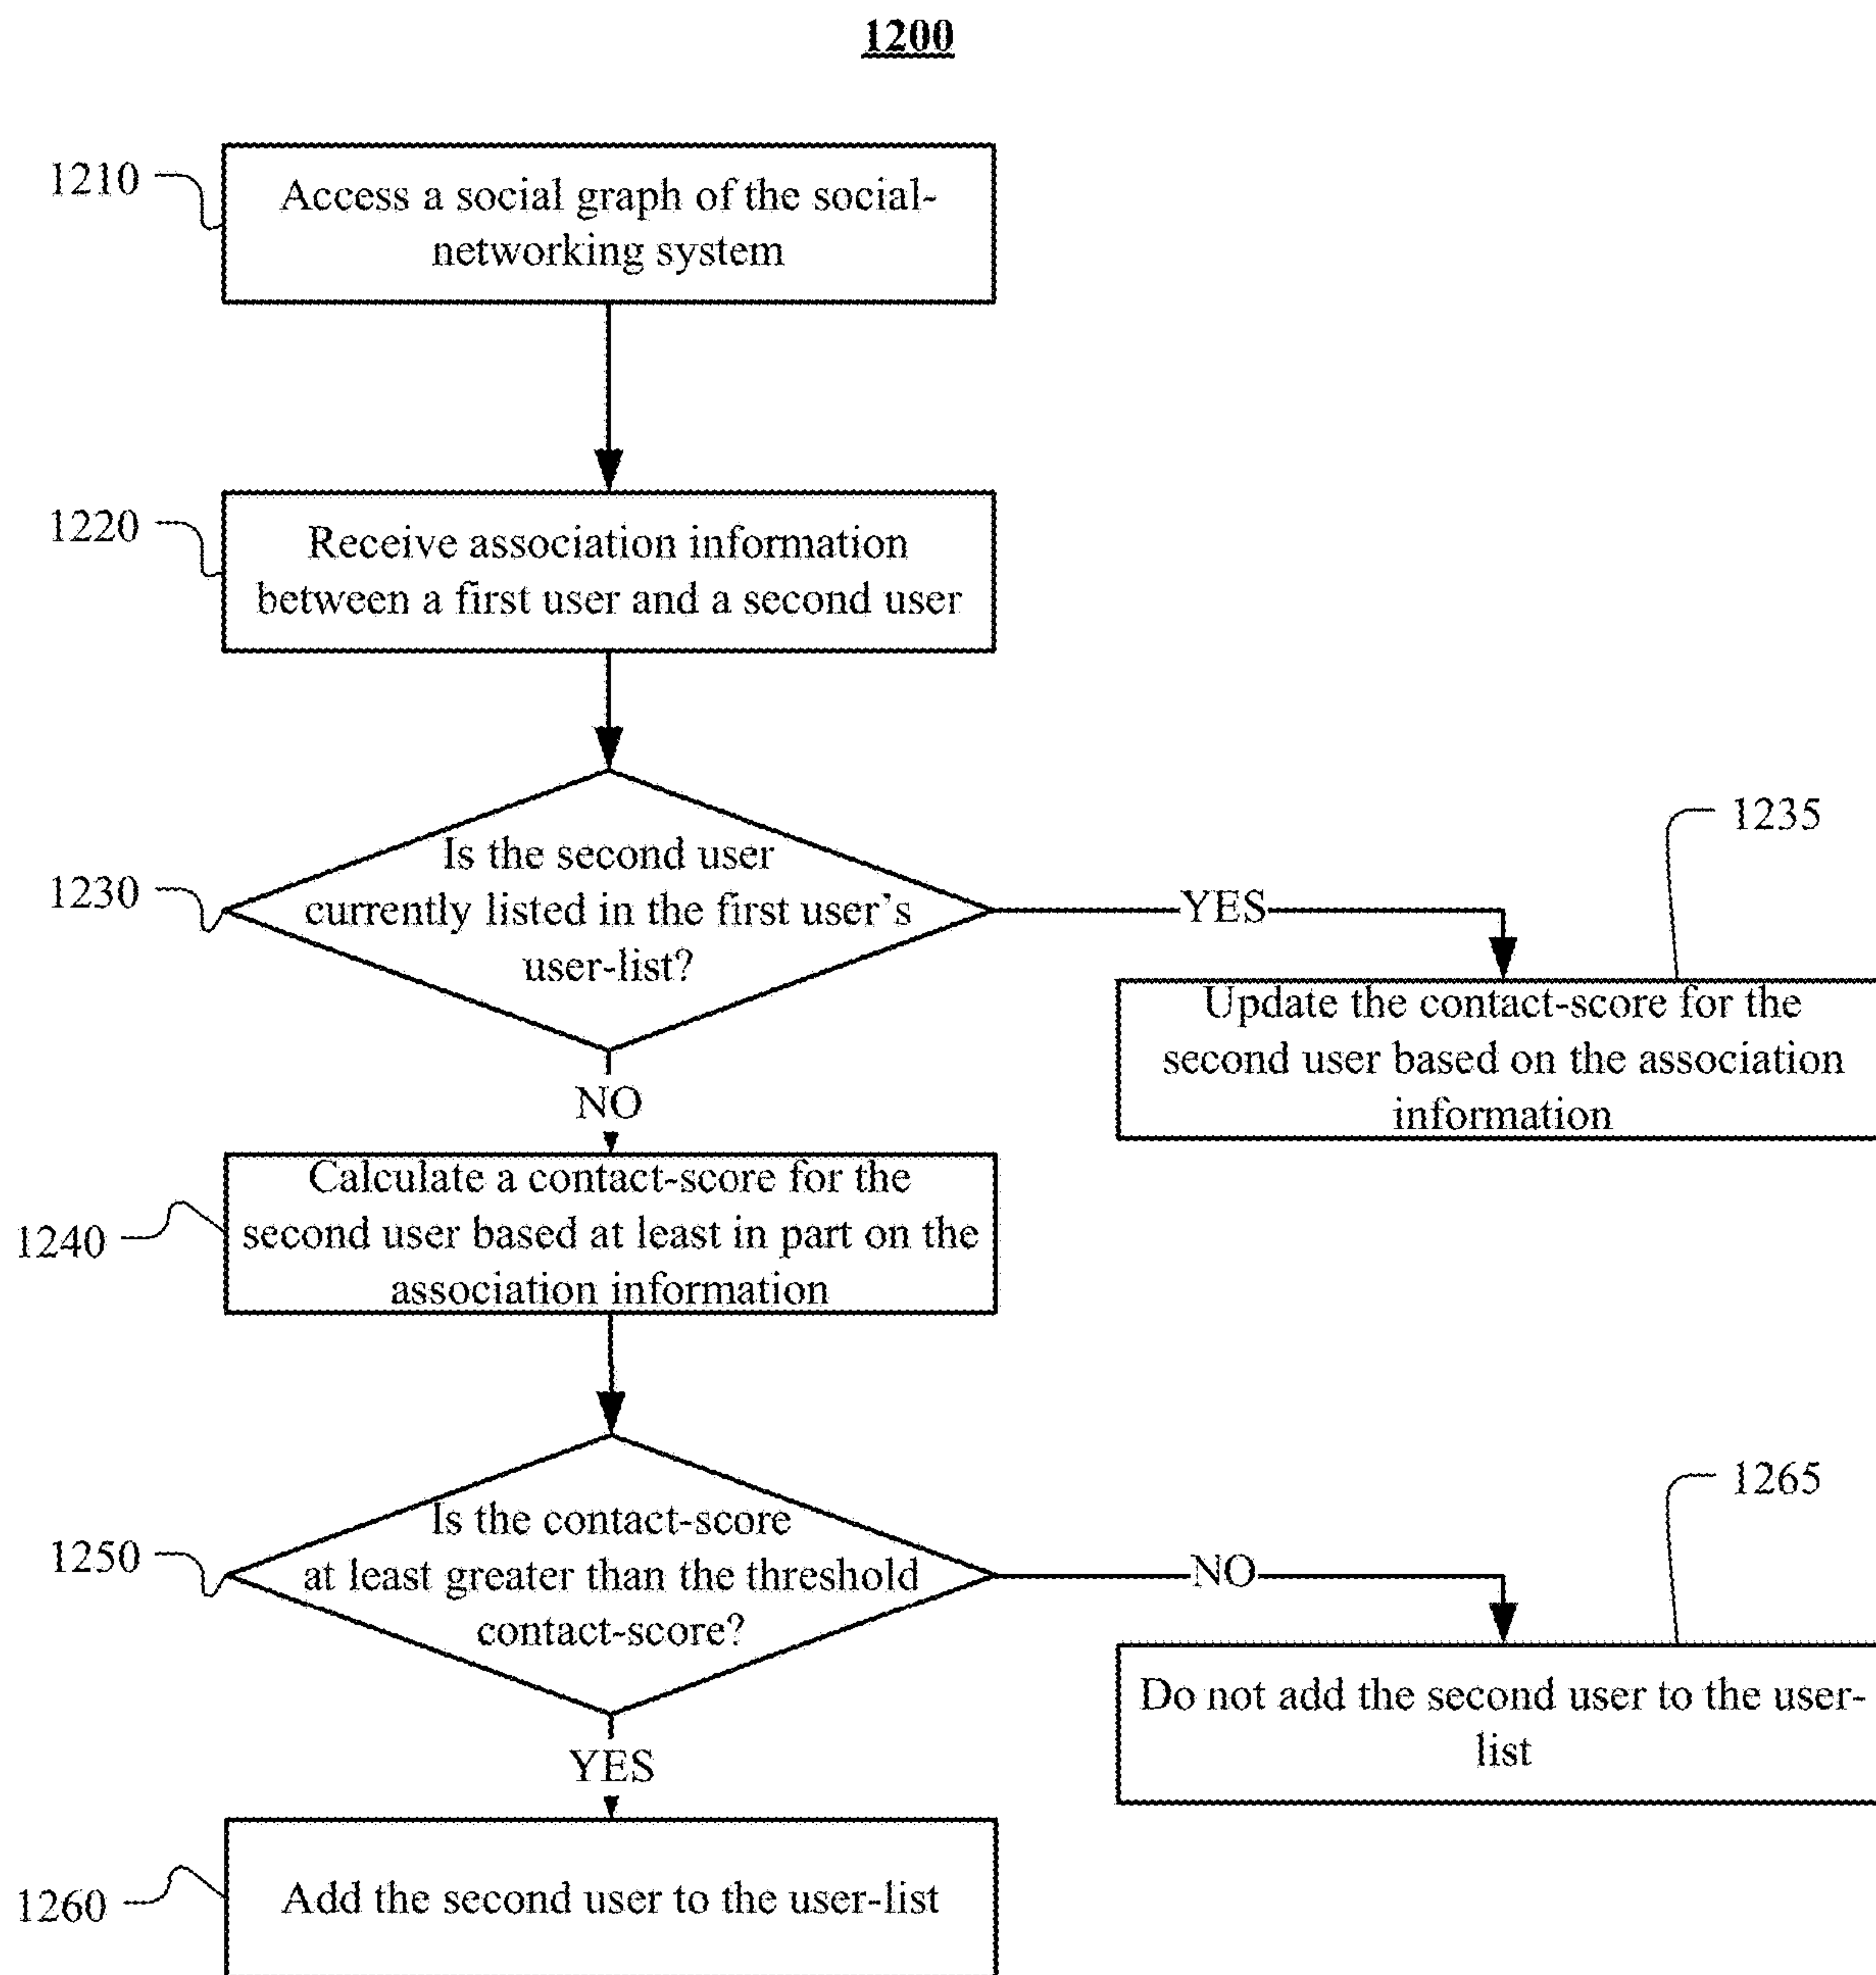 1200
1210
Access a social graph of the social-
networking system
1220
Receive association information
between a first user and a second user
1230
Is the second user
currently listed in the first user's
user-list?
YES
1235
Update the contact-score for the
second user based on the association
information
NO
1240
Calculate a contact-score for the
second user based at least in part on the
association information
1250
Is the contact-score
at least greater than the threshold
contact-score?
NO
1265
Do not add the second user to the user-
list
YES
1260
Add the second user to the user-list